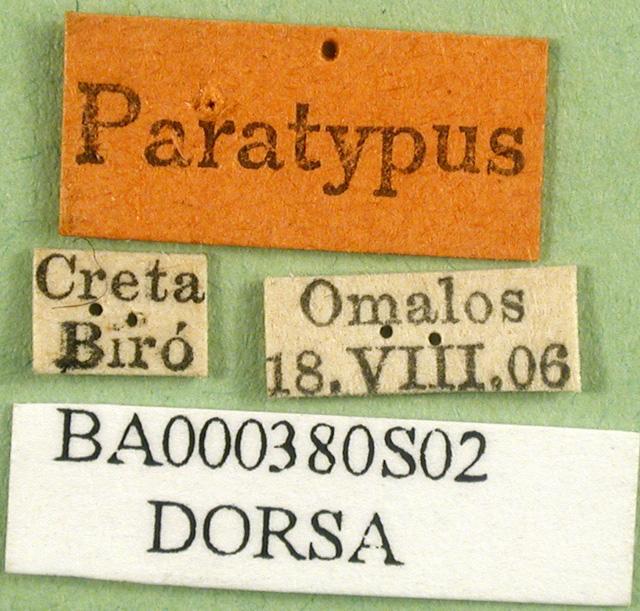 Paratypus
Creta
Biró
Omalos
18.VIII.06
BA000380S02
DORSA